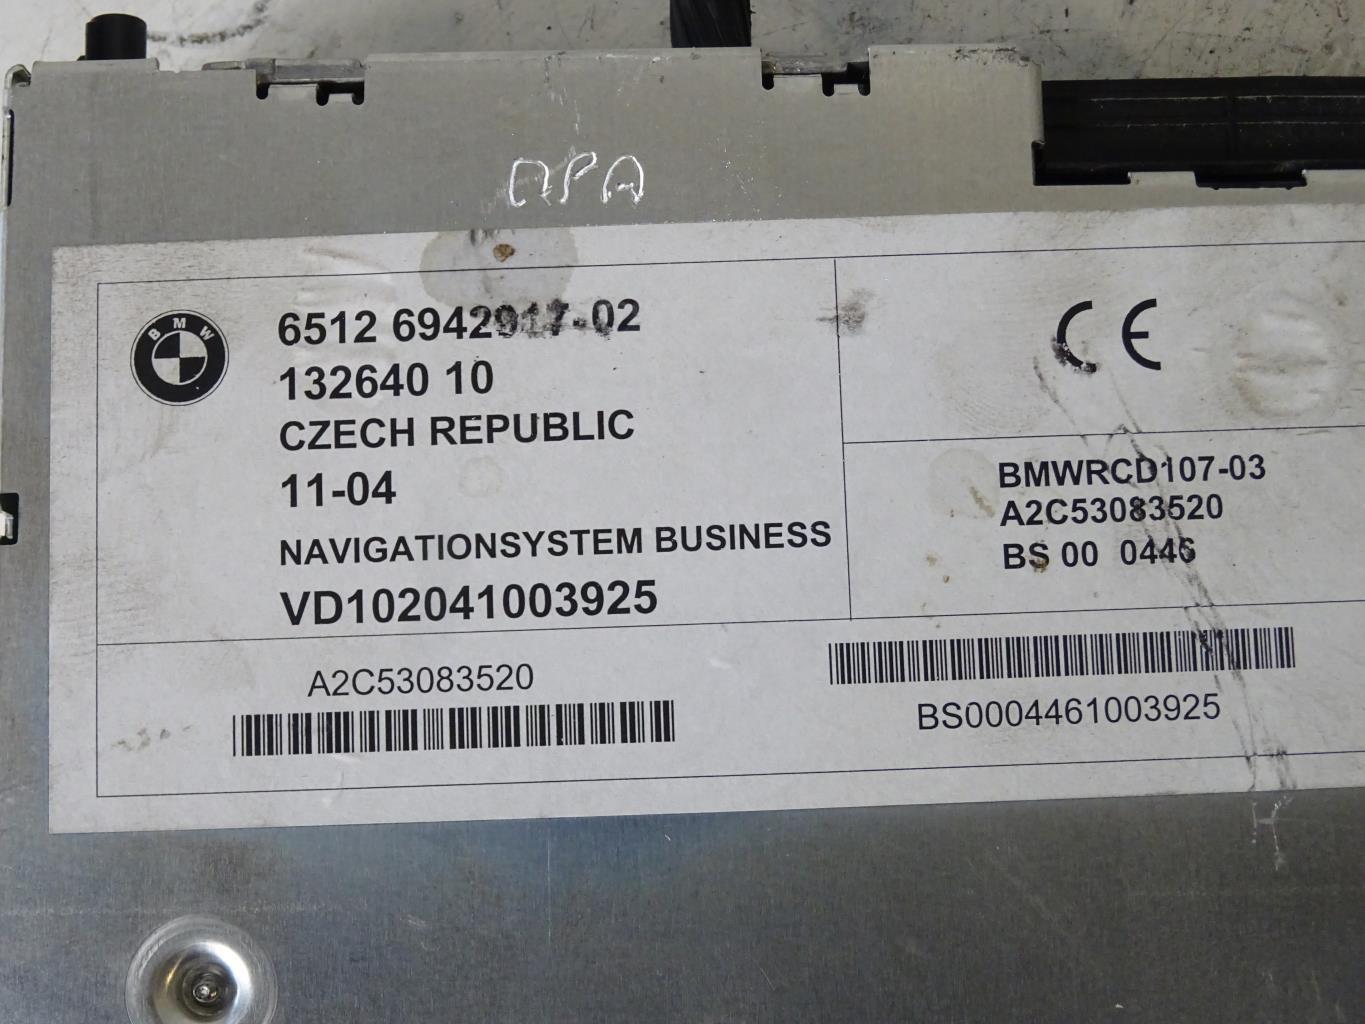 APA
BMW
6512 6942917-02
132640 10
CZECH REPUBLIC
11-04
NAVIGATIONSYSTEM BUSINESS
VD102041003925
CE
BMWRCD107-03
A2C53083520
BS 00 0446
A2C53083520
BS0004461003925